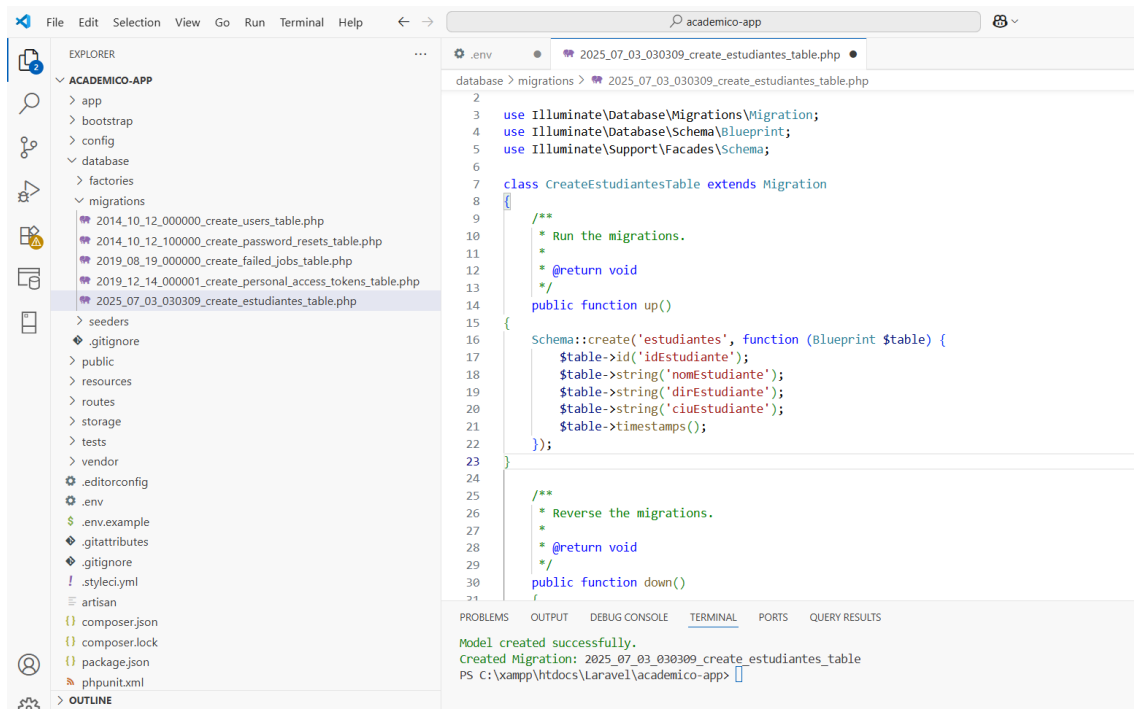 File Edit Selection View Go Run Terminal Help
academico-app
EXPLORER
2
ACADEMICO-APP
app
bootstrap
config
database
factories
migrations
2014_10_12_000000_create_users_table.php
2014_10_12_100000_create_password_resets_table.php
2019_08_19_000000_create_failed_jobs_table.php
2019_12_14_000001_create_personal_access_tokens_table.php
2025_07_03_030309_create_estudiantes_table.php
seeders
.gitignore
public
resources
routes
storage
tests
vendor
.editorconfig
.env
.env.example
.gitattributes
.gitignore
.styleci.yml
artisan
composer.json
composer.lock
package.json
phpunit.xml
OUTLINE
.env
2025_07_03_030309_create_estudiantes_table.php
database > migrations > 2025_07_03_030309_create_estudiantes_table.php
2
3 use Illuminate\Database\Migrations\Migration;
4 use Illuminate\Database\Schema\Blueprint;
5 use Illuminate\Support\Facades\Schema;
6
7 class CreateEstudiantesTable extends Migration
8 {
9 /**
10 * Run the migrations.
11 *
12 * @return void
13 */
14 public function up()
15 {
16 Schema::create('estudiantes', function (Blueprint $table) {
17 $table->id('idEstudiante');
18 $table->string('nomEstudiante');
19 $table->string('dirEstudiante');
20 $table->string('ciuEstudiante');
21 $table->timestamps();
22 });
23 }
24
25 /**
26 * Reverse the migrations.
27 *
28 * @return void
29 */
30 public function down()
31 {
PROBLEMS OUTPUT DEBUG CONSOLE TERMINAL PORTS QUERY RESULTS
Model created successfully.
Created Migration: 2025_07_03_030309_create_estudiantes_table
PS C:\xampp\htdocs\Laravel\academico-app>